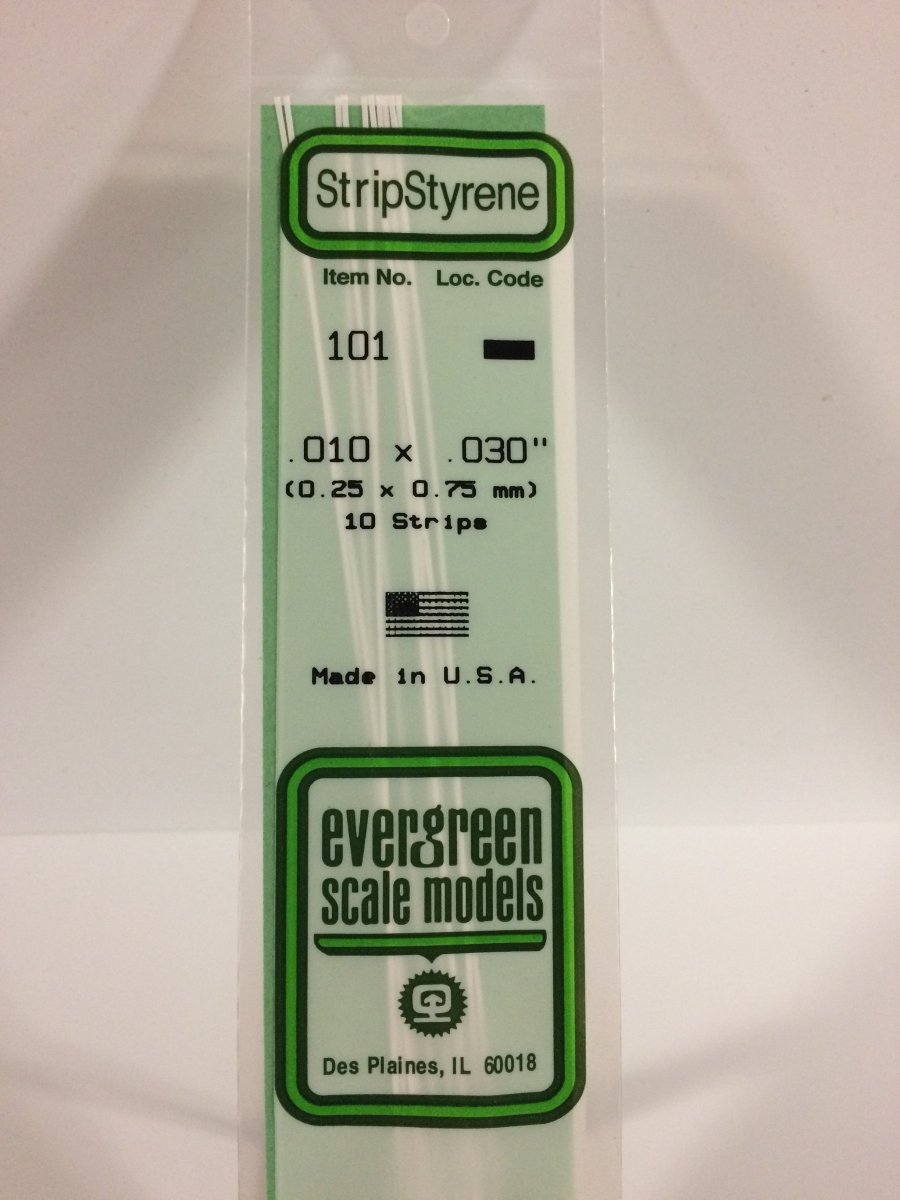 StripStyrene
Item No. Loc. Code
101
.010 x .030"
(0.25 x 0.75 mm)
10 Strips
Made in U.S.A.
evergreen
scale models
Des Plaines, IL 60018